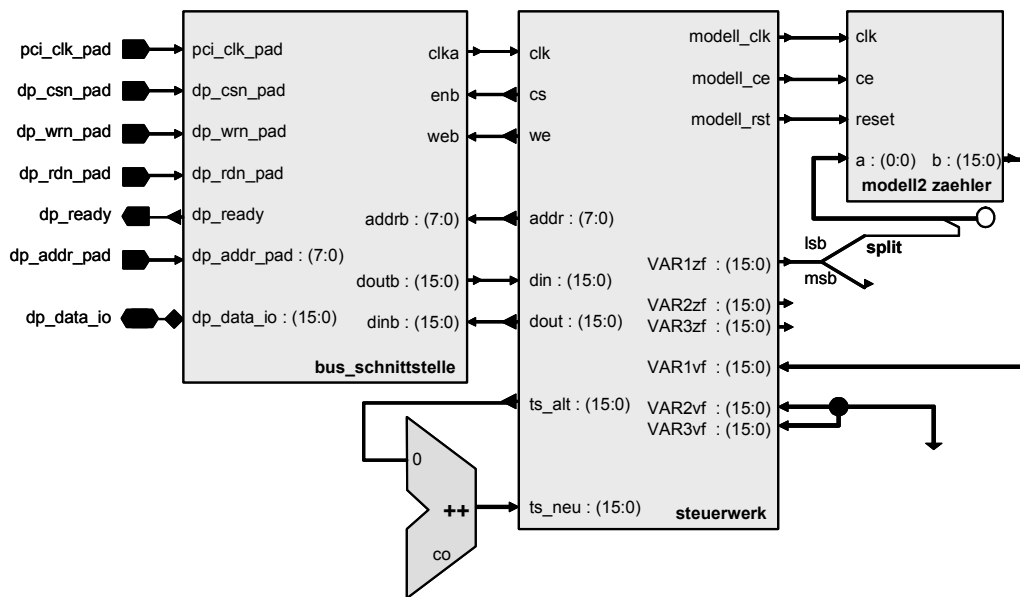 pci_clk_pad
dp_csn_pad
dp_wrn_pad
dp_rdn_pad
dp_ready
dp_addr_pad
dp_data_io
pci_clk_pad
dp_csn_pad
dp_wrn_pad
dp_rdn_pad
dp_ready
dp_addr_pad : (7:0)
dp_data_io : (15:0)
clka
enb
web
addrb : (7:0)
doutb : (15:0)
dinb : (15:0)
bus_schnittstelle
clk
cs
we
addr : (7:0)
din : (15:0)
dout : (15:0)
ts_alt : (15:0)
ts_neu : (15:0)
modell_clk
modell_ce
modell_rst
VAR1zf : (15:0)
VAR2zf : (15:0)
VAR3zf : (15:0)
VAR1vf : (15:0)
VAR2vf : (15:0)
VAR3vf : (15:0)
steuerwerk
0
++
co
clk
ce
reset
a : (0:0) b : (15:0)
modell2 zaehler
lsb
split
msb